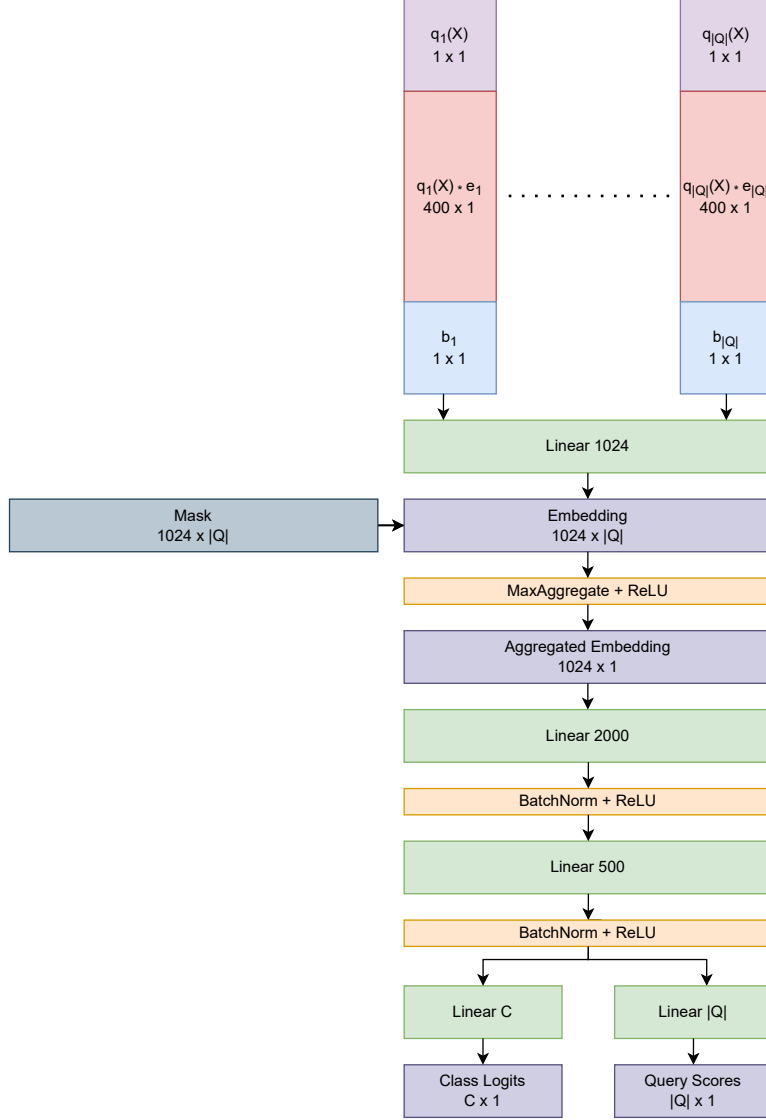 q₁(X)
1 x 1
q|Q|(X)
1 x 1
q₁(X) * e₁
400 x 1
. . . . . . . . . . . . . .
q|Q|(X) * e|Q|
400 x 1
b₁
1 x 1
b|Q|
1 x 1
Linear 1024
Mask
1024 x |Q|
Embedding
1024 x |Q|
MaxAggregate + ReLU
Aggregated Embedding
1024 x 1
Linear 2000
BatchNorm + ReLU
Linear 500
BatchNorm + ReLU
Linear C
Linear |Q|
Class Logits
C x 1
Query Scores
|Q| x 1